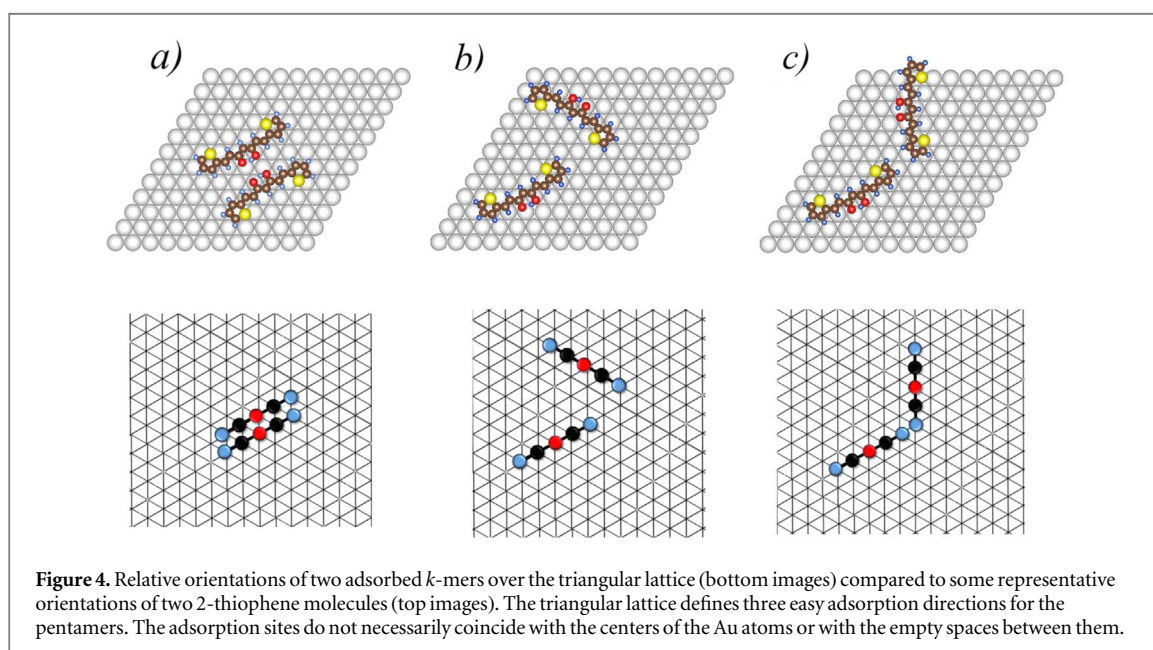 a)
b)
c)
Figure 4. Relative orientations of two adsorbed k-mers over the triangular lattice (bottom images) compared to some representative
orientations of two 2-thiophene molecules (top images). The triangular lattice defines three easy adsorption directions for the
pentamers. The adsorption sites do not necessarily coincide with the centers of the Au atoms or with the empty spaces between them.